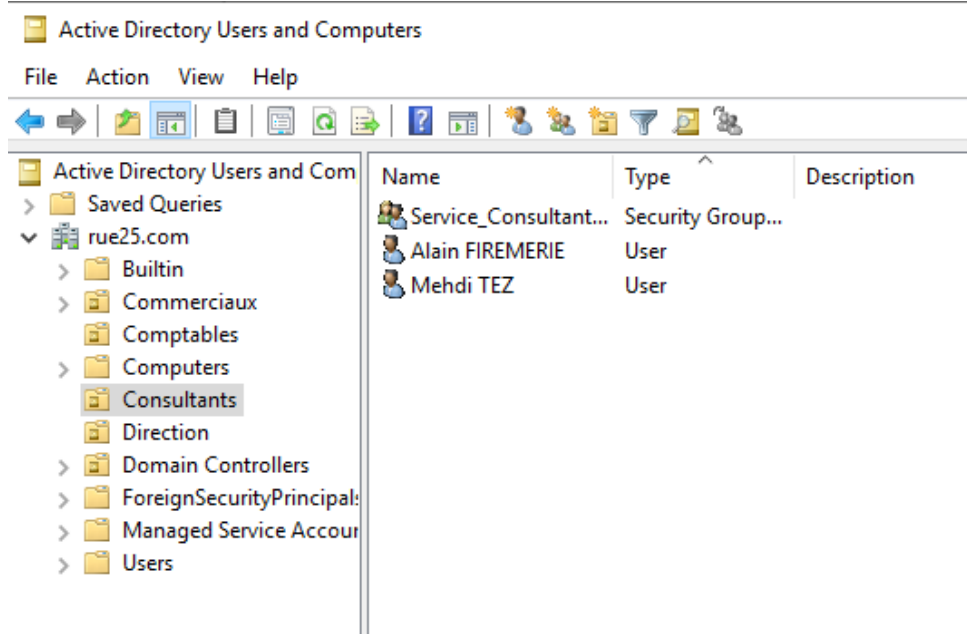 Active Directory Users and Computers
File Action View Help
Active Directory Users and Com
Saved Queries
rue25.com
Builtin
Commerciaux
Comptables
Computers
Consultants
Direction
Domain Controllers
ForeignSecurityPrincipals
Managed Service Accour
Users
Name Type Description
Service_Consultant... Security Group...
Alain FIREMERIE User
Mehdi TEZ User